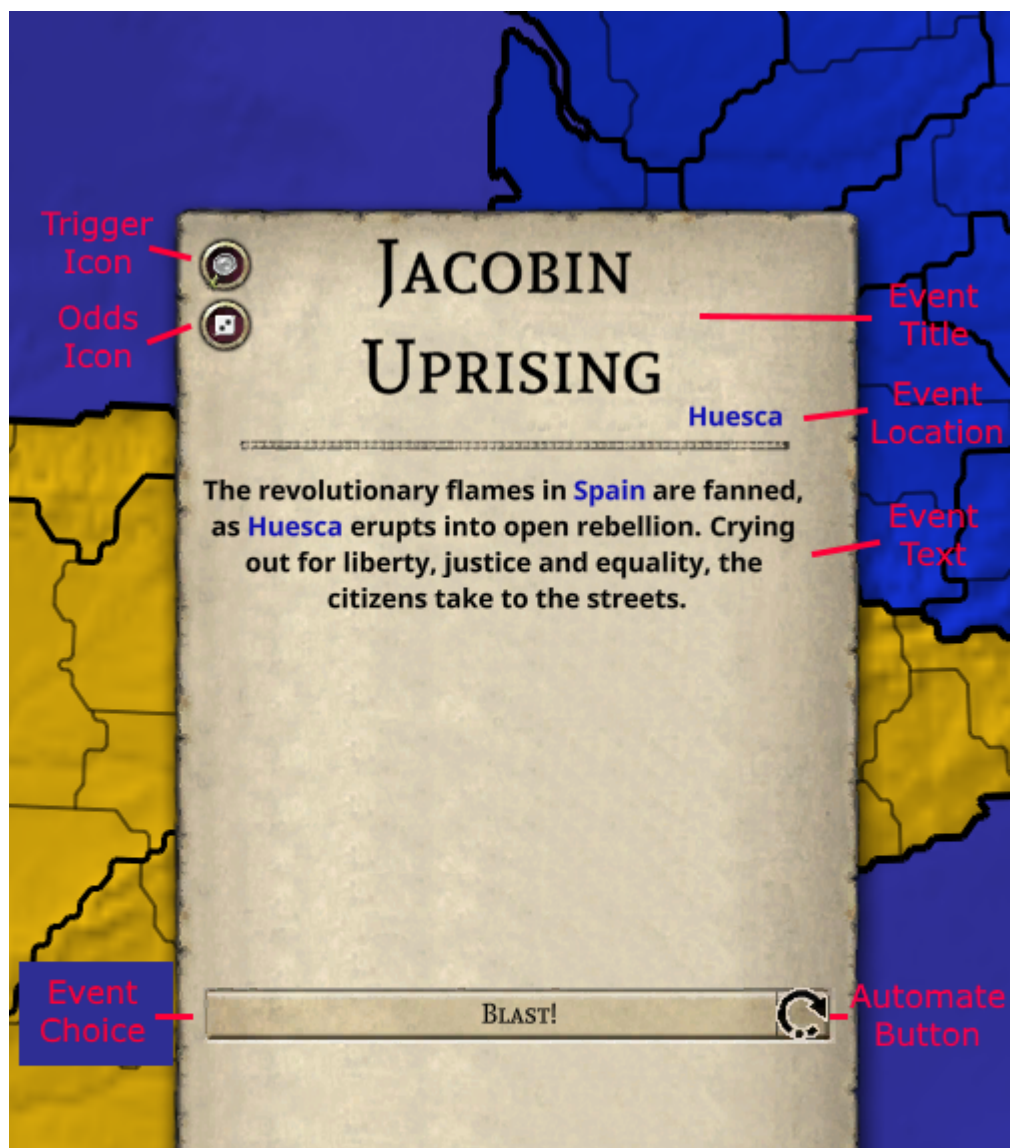 Trigger
Icon
Odds
Icon
JACOBIN
UPRISING
Event
Title
Huesca
Event
Location
The revolutionary flames in Spain are fanned,
as Huesca erupts into open rebellion. Crying
out for liberty, justice and equality, the
citizens take to the streets.
Event
Text
Event
Choice
BLAST!
Automate
Button